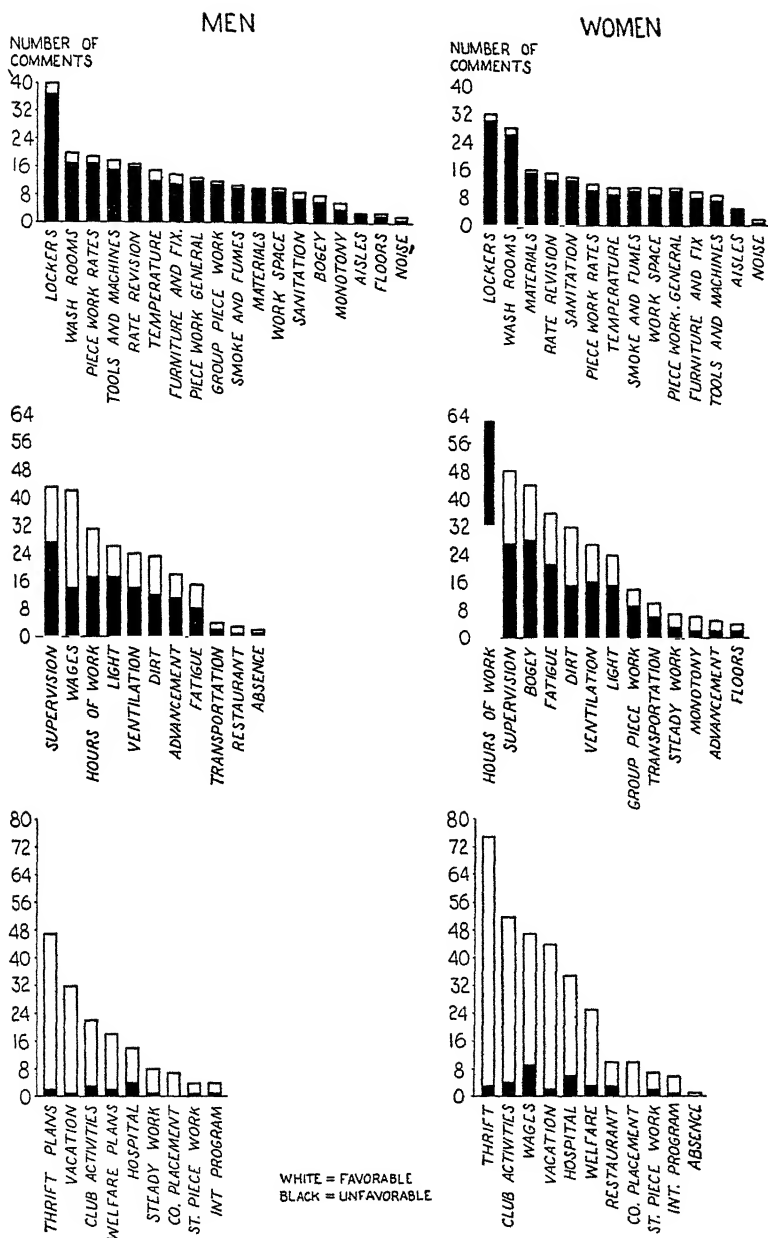 MEN
NUMBER OF
COMMENTS
40
32
24
16
8
0
LOCKERS
WASH ROOMS
PIECE WORK RATES
TOOLS AND MACHINES
RATE REVISION
TEMPERATURE
FURNITURE AND FIX.
PIECE WORK GENERAL
GROUP PIECE WORK
SMOKE AND FUMES
MATERIALS
WORK SPACE
SANITATION
BOGEY
MONOTONY
AISLES
FLOORS
NOISE
WOMEN
NUMBER OF
COMMENTS
40
32
24
16
8
0
LOCKERS
WASH ROOMS
MATERIALS
RATE REVISION
SANITATION
PIECE WORK RATES
TEMPERATURE
SMOKE AND FUMES
WORK SPACE
PIECE WORK. GENERAL
FURNITURE AND FIX
TOOLS AND MACHINES
AISLES
NOISE
64
56
48
40
32
24
16
8
0
SUPERVISION
WAGES
HOURS OF WORK
LIGHT
VENTILATION
DIRT
ADVANCEMENT
FATIGUE
TRANSPORTATION
RESTAURANT
ABSENCE
64
56
48
40
32
24
16
8
0
HOURS OF WORK
SUPERVISION
BOGEY
FATIGUE
DIRT
VENTILATION
LIGHT
GROUP PIECE WORK
TRANSPORTATION
STEADY WORK
MONOTONY
ADVANCEMENT
FLOORS
80
72
64
56
48
40
32
24
16
8
0
THRIFT PLANS
VACATION
CLUB ACTIVITIES
WELFARE PLANS
HOSPITAL
STEADY WORK
CO. PLACEMENT
ST. PIECE WORK
INT PROGRAM
80
72
64
56
48
40
32
24
16
8
0
THRIFT
CLUB ACTIVITIES
WAGES
VACATION
HOSPITAL
WELFARE
RESTAURANT
CO. PLACEMENT
ST. PIECE WORK
INT. PROGRAM
ABSENCE
WHITE = FAVORABLE
BLACK = UNFAVORABLE